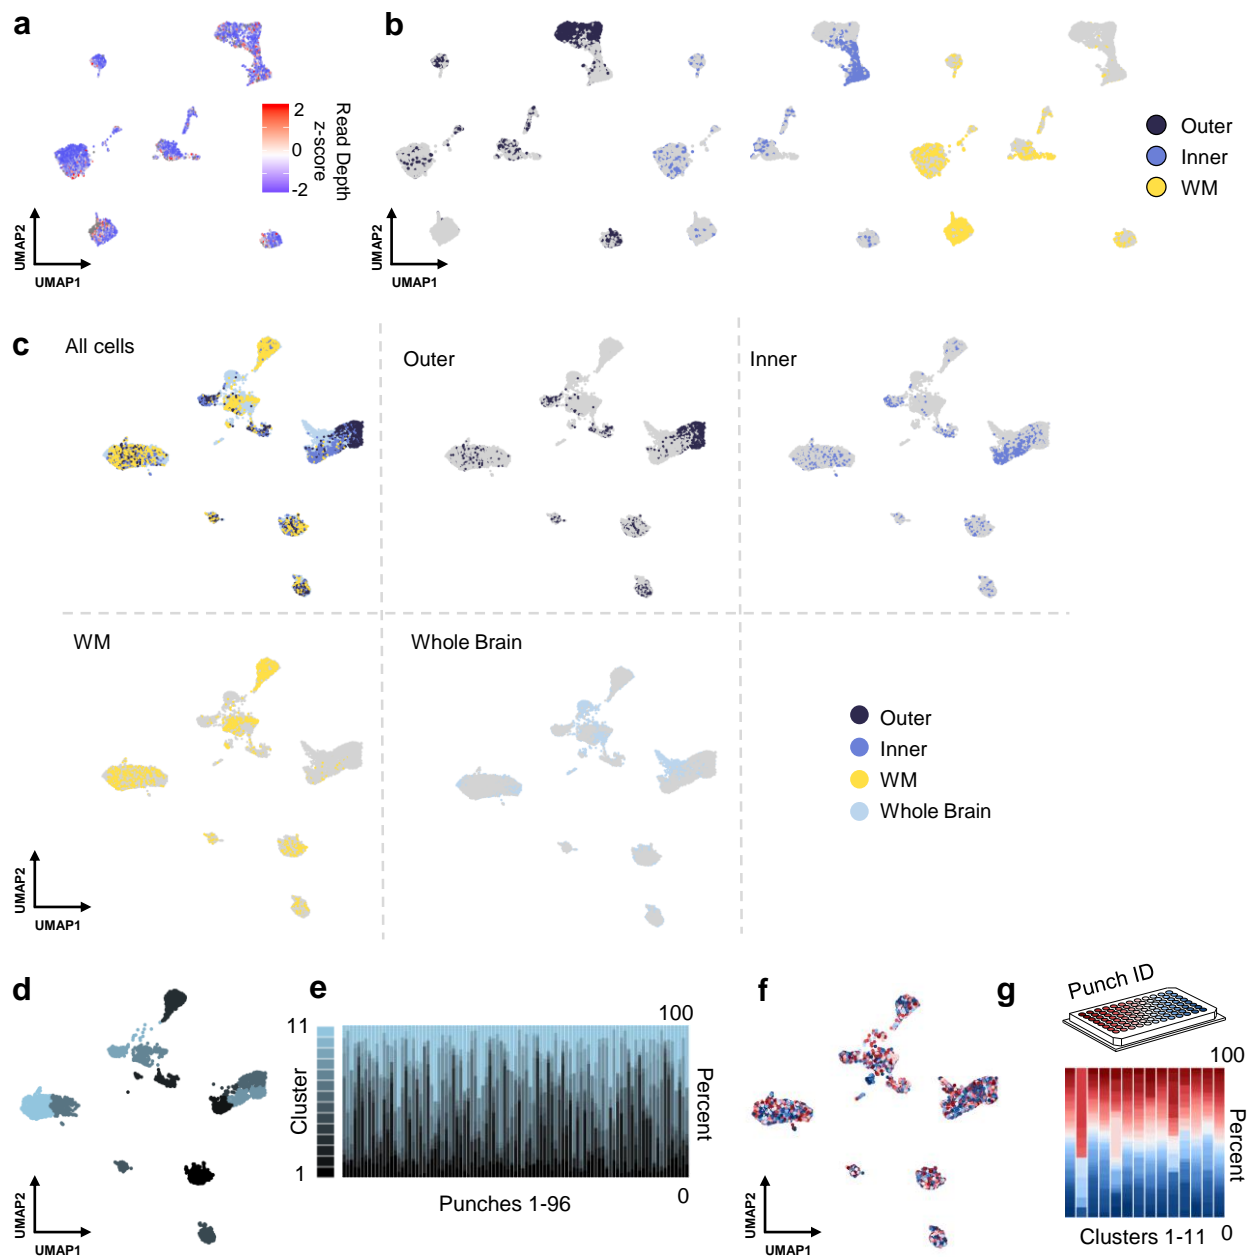 a
2
0
-2
Read Depth
z-score
UMAP2
UMAP1
b
Outer
Inner
WM
UMAP2
UMAP1
c
All cells
Outer
Inner
WM
Whole Brain
Outer
Inner
WM
Whole Brain
UMAP2
UMAP1
d
UMAP2
UMAP1
e
11
Cluster
1
100
Percent
0
Punches 1-96
f
UMAP2
UMAP1
g
Punch ID
100
Percent
0
Clusters 1-11